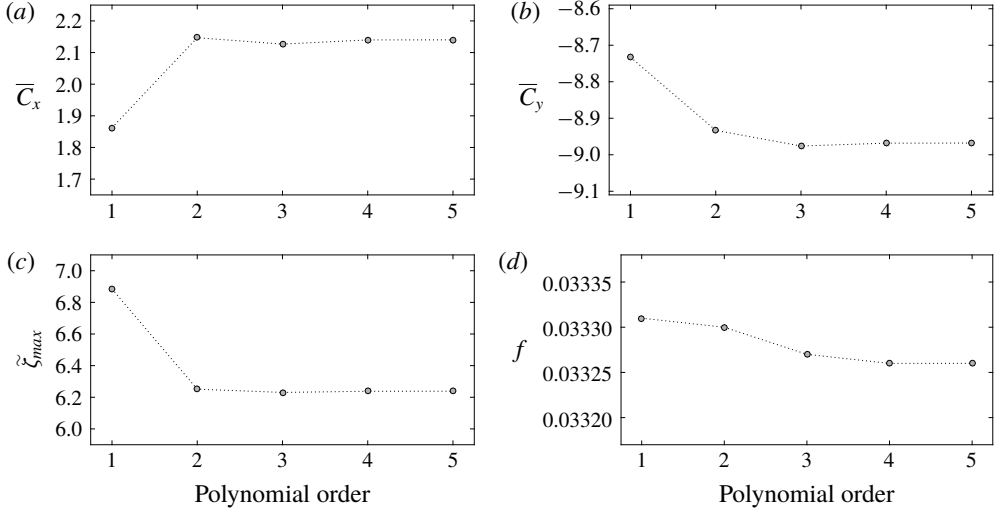 (a)
2.2
2.1
2.0
1.9
1.8
1.7
C̅x
1 2 3 4 5
(b)
−8.6
−8.7
−8.8
−8.9
−9.0
−9.1
C̅y
1 2 3 4 5
(c)
7.0
6.8
6.6
6.4
6.2
6.0
ζ̃max
1 2 3 4 5
Polynomial order
(d)
0.03335
0.03330
0.03325
0.03320
f
1 2 3 4 5
Polynomial order